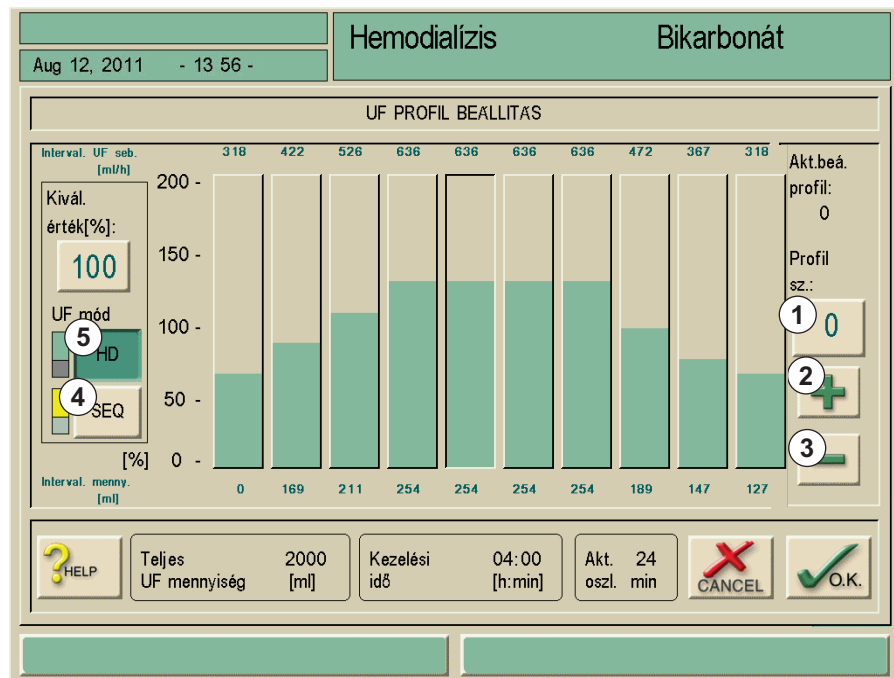 Hemodialízis Bikarbonát
Aug 12, 2011 - 13 56 -
UF PROFIL BEÁLLITÁS
Interval. UF seb.
[ml/h]
318 422 526 636 636 636 636 472 367 318
Kivál.
érték[%]:
100
UF mód
5
HD
4
SEQ
200 -
150 -
100 -
50 -
[%] 0 -
Interval. menny.
[ml]
0 169 211 254 254 254 254 189 147 127
Akt.beá.
profil:
0
Profil
sz.:
1
0
2
3
HELP
Teljes 2000
UF mennyiség [ml]
Kezelési 04:00
idő [h:min]
Akt. 24
oszl. min
CANCEL
O.K.